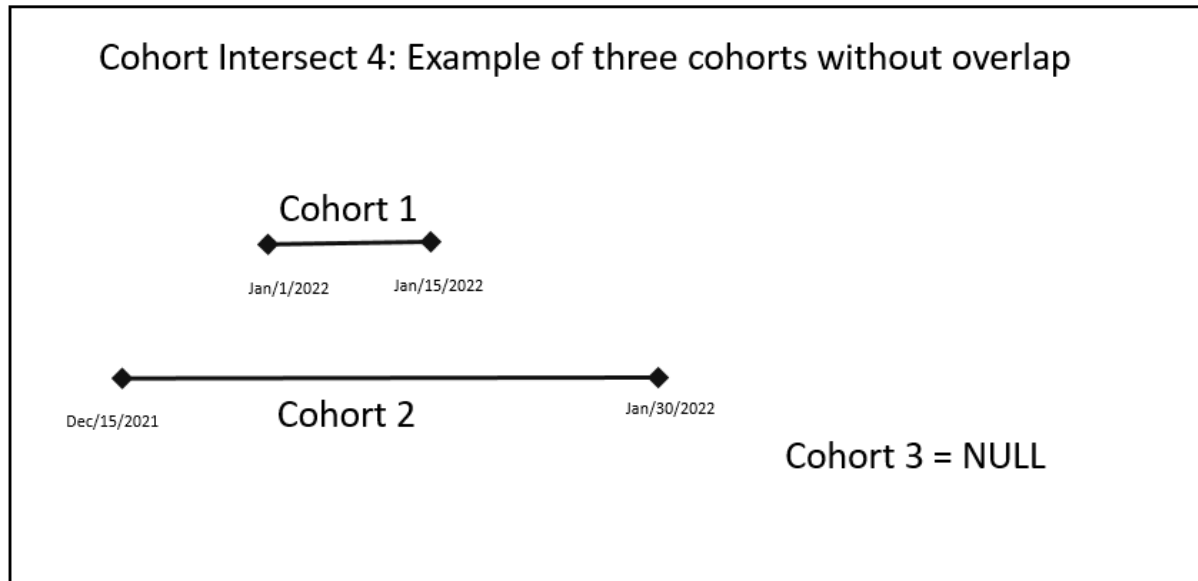 Cohort Intersect 4: Example of three cohorts without overlap
Cohort 1
Jan/1/2022 Jan/15/2022
Dec/15/2021 Cohort 2 Jan/30/2022
Cohort 3 = NULL